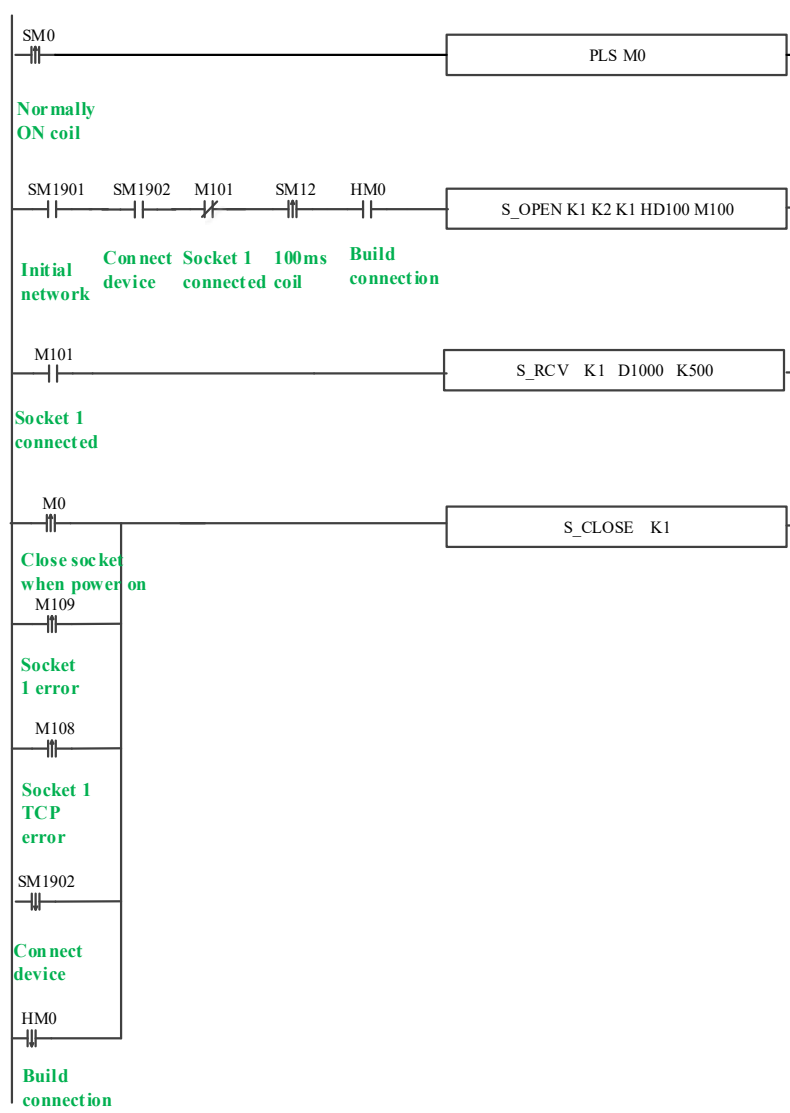 SM0
PLS M0
Normally
ON coil
SM1901 SM1902 M101 SM12 HM0
S_OPEN K1 K2 K1 HD100 M100
Initial
network
Connect
device
Socket 1
connected
100ms
coil
Build
connection
M101
S_RCV K1 D1000 K500
Socket 1
connected
M0
S_CLOSE K1
Close socket
when power on
M109
Socket
1 error
M108
Socket 1
TCP
error
SM1902
Connect
device
HM0
Build
connection